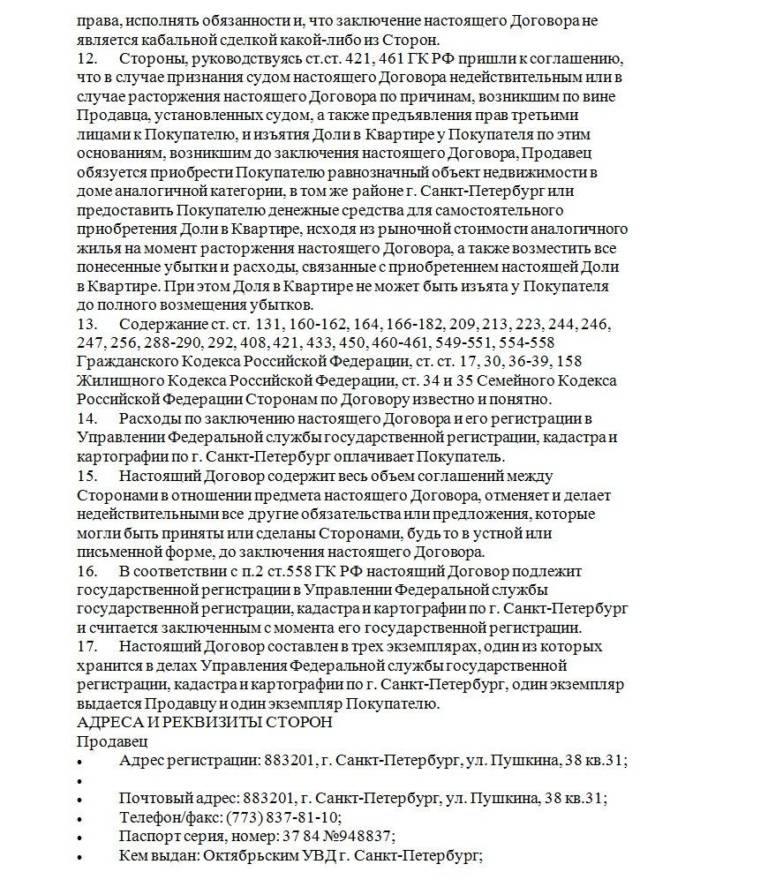 права, исполнять обязанности и, что заключение настоящего Договора не
является кабальной сделкой какой-либо из Сторон.
12. Стороны, руководствуясь ст.ст. 421, 461 ГК РФ пришли к соглашению,
что в случае признания судом настоящего Договора недействительным или в
случае расторжения настоящего Договора по причинам, возникшим по вине
Продавца, установленных судом, а также предъявления прав третьими
лицами к Покупателю, и изъятия Доли в Квартире у Покупателя по этим
основаниям, возникшим до заключения настоящего Договора, Продавец
обязуется приобрести Покупателю равнозначный объект недвижимости в
доме аналогичной категории, в том же районе г. Санкт-Петербург или
предоставить Покупателю денежные средства для самостоятельного
приобретения Доли в Квартире, исходя из рыночной стоимости аналогичного
жилья на момент расторжения настоящего Договора, а также возместить все
понесенные убытки и расходы, связанные с приобретением настоящей Доли
в Квартире. При этом Доля в Квартире не может быть изъята у Покупателя
до полного возмещения убытков.
13. Содержание ст. ст. 131, 160-162, 164, 166-182, 209, 213, 223, 244, 246,
247, 256, 288-290, 292, 408, 421, 433, 450, 460-461, 549-551, 554-558
Гражданского Кодекса Российской Федерации, ст. ст. 17, 30, 36-39, 158
Жилищного Кодекса Российской Федерации, ст. 34 и 35 Семейного Кодекса
Российской Федерации Сторонам по Договору известно и понятно.
14. Расходы по заключению настоящего Договора и его регистрации в
Управлении Федеральной службы государственной регистрации, кадастра и
картографии по г. Санкт-Петербург оплачивает Покупатель.
15. Настоящий Договор содержит весь объем соглашений между
Сторонами в отношении предмета настоящего Договора, отменяет и делает
недействительными все другие обязательства или предложения, которые
могли быть приняты или сделаны Сторонами, будь то в устной или
письменной форме, до заключения настоящего Договора.
16. В соответствии с п.2 ст.558 ГК РФ настоящий Договор подлежит
государственной регистрации в Управлении Федеральной службы
государственной регистрации, кадастра и картографии по г. Санкт-Петербург
и считается заключенным с момента его государственной регистрации.
17. Настоящий Договор составлен в трех экземплярах, один из которых
хранится в делах Управления Федеральной службы государственной
регистрации, кадастра и картографии по г. Санкт-Петербург, один экземпляр
выдается Продавцу и один экземпляр Покупателю.
АДРЕСА И РЕКВИЗИТЫ СТОРОН
Продавец
• Адрес регистрации: 883201, г. Санкт-Петербург, ул. Пушкина, 38 кв.31;
•
• Почтовый адрес: 883201, г. Санкт-Петербург, ул. Пушкина, 38 кв.31;
• Телефон/факс: (773) 837-81-10;
• Паспорт серия, номер: 37 84 №948837;
• Кем выдан: Октябрьским УВД г. Санкт-Петербург;